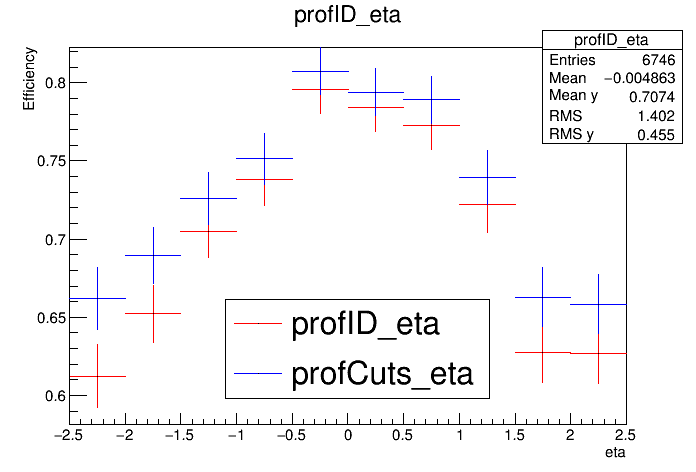 profID_eta
profID_eta
Entries 6746
Mean −0.004863
Mean y 0.7074
RMS 1.402
RMS y 0.455
Efficiency
0.8
0.75
0.7
0.65
0.6
profID_eta
profCuts_eta
−2.5 −2 −1.5 −1 −0.5 0 0.5 1 1.5 2 2.5
eta